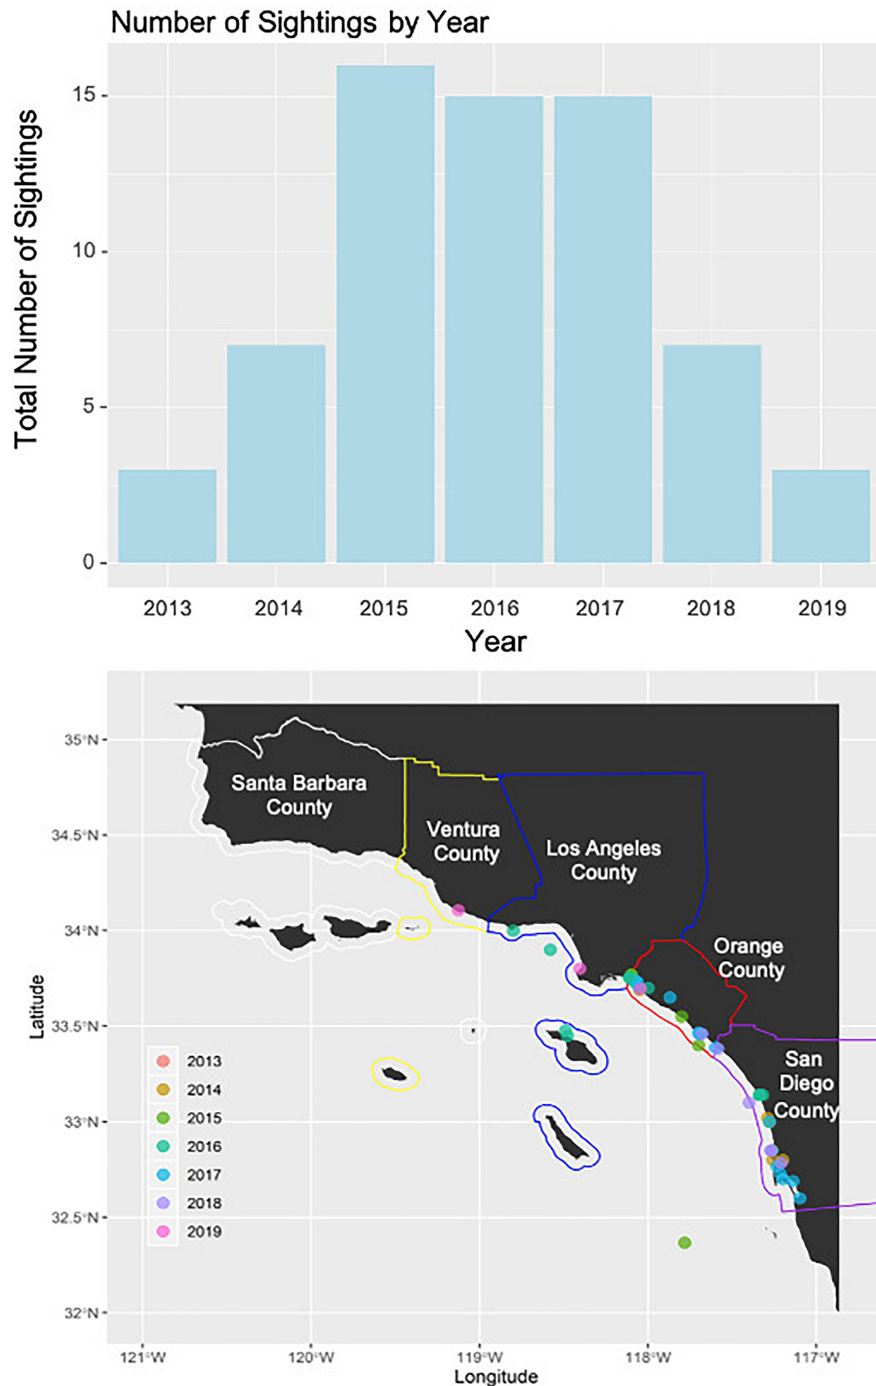 Number of Sightings by Year
Total Number of Sightings
15
10
5
0
2013 2014 2015 2016 2017 2018 2019
Year
Latitude
35°N
34.5°N
34°N
33.5°N
33°N
32.5°N
32°N
Santa Barbara
County
Ventura
County
Los Angeles
County
Orange
County
San
Diego
County
2013
2014
2015
2016
2017
2018
2019
121°W 120°W 119°W 118°W 117°W
Longitude